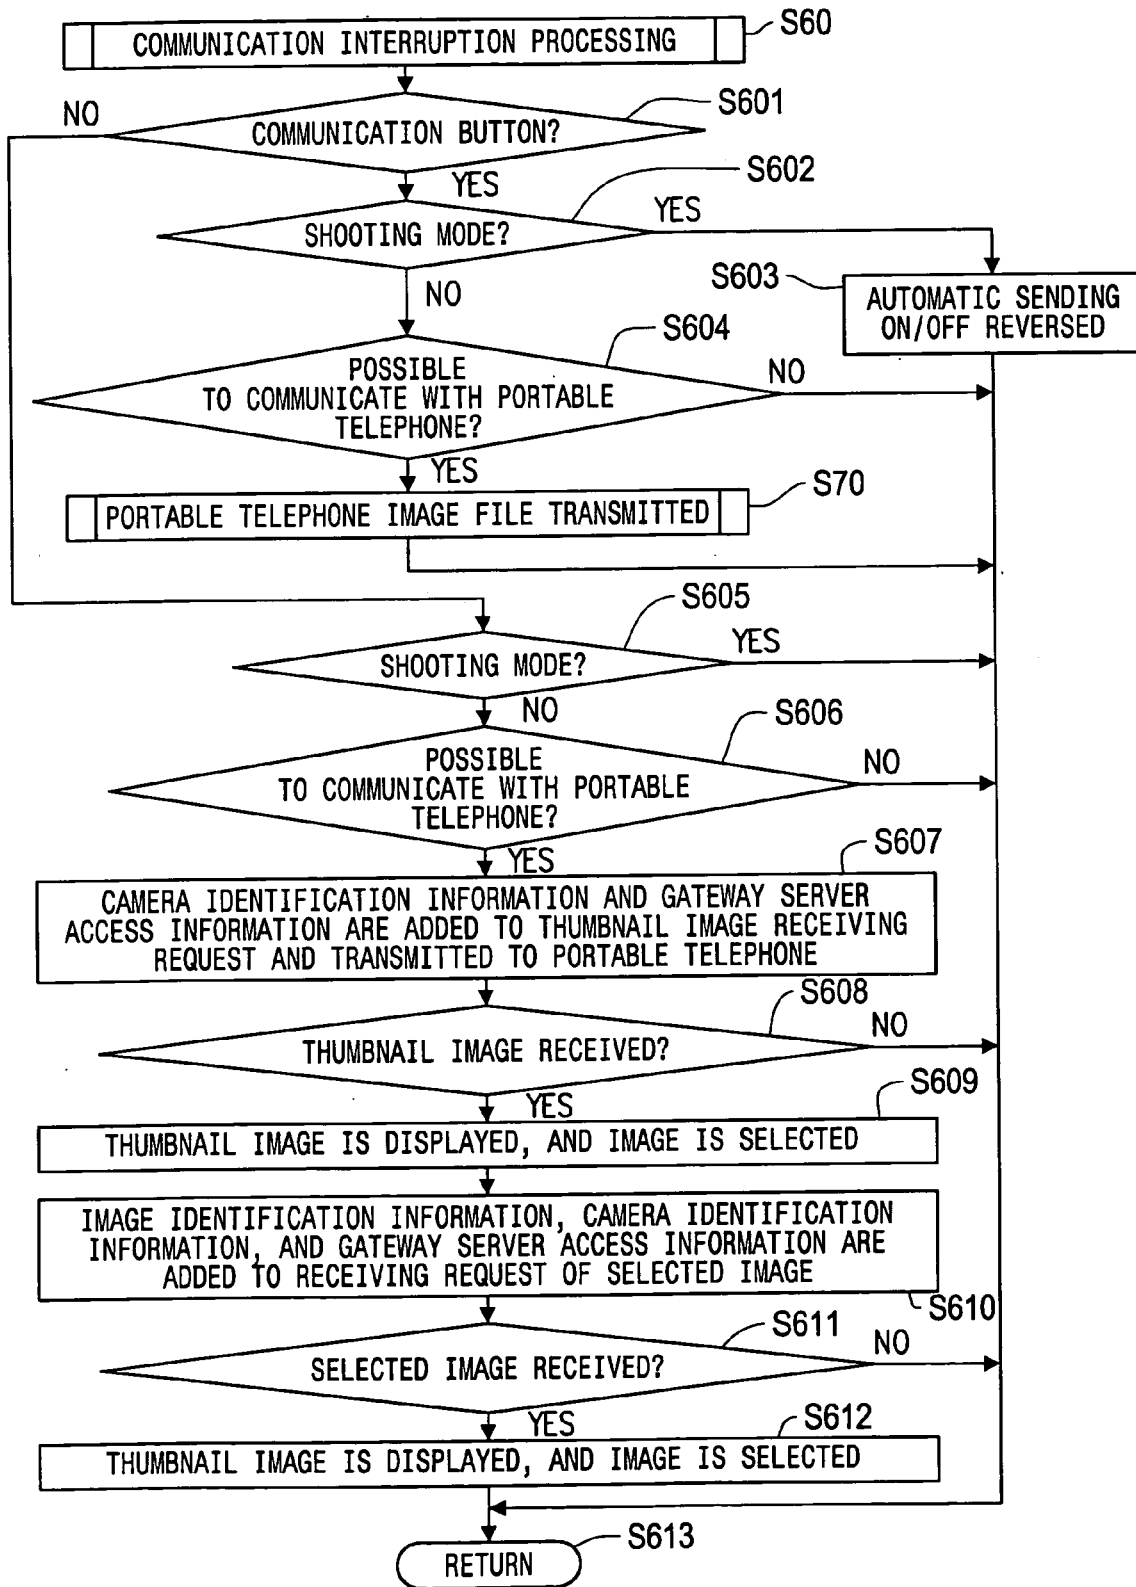 COMMUNICATION INTERRUPTION PROCESSING
S60
COMMUNICATION BUTTON?
S601
NO
YES
SHOOTING MODE?
S602
YES
NO
S603
AUTOMATIC SENDING
ON/OFF REVERSED
S604
POSSIBLE
TO COMMUNICATE WITH PORTABLE
TELEPHONE?
NO
YES
S70
PORTABLE TELEPHONE IMAGE FILE TRANSMITTED
S605
SHOOTING MODE?
YES
NO
S606
POSSIBLE
TO COMMUNICATE WITH PORTABLE
TELEPHONE?
NO
YES
S607
CAMERA IDENTIFICATION INFORMATION AND GATEWAY SERVER
ACCESS INFORMATION ARE ADDED TO THUMBNAIL IMAGE RECEIVING
REQUEST AND TRANSMITTED TO PORTABLE TELEPHONE
S608
THUMBNAIL IMAGE RECEIVED?
NO
YES
S609
THUMBNAIL IMAGE IS DISPLAYED, AND IMAGE IS SELECTED
IMAGE IDENTIFICATION INFORMATION, CAMERA IDENTIFICATION
INFORMATION, AND GATEWAY SERVER ACCESS INFORMATION ARE
ADDED TO RECEIVING REQUEST OF SELECTED IMAGE
S610
S611
SELECTED IMAGE RECEIVED?
NO
YES
S612
THUMBNAIL IMAGE IS DISPLAYED, AND IMAGE IS SELECTED
S613
RETURN